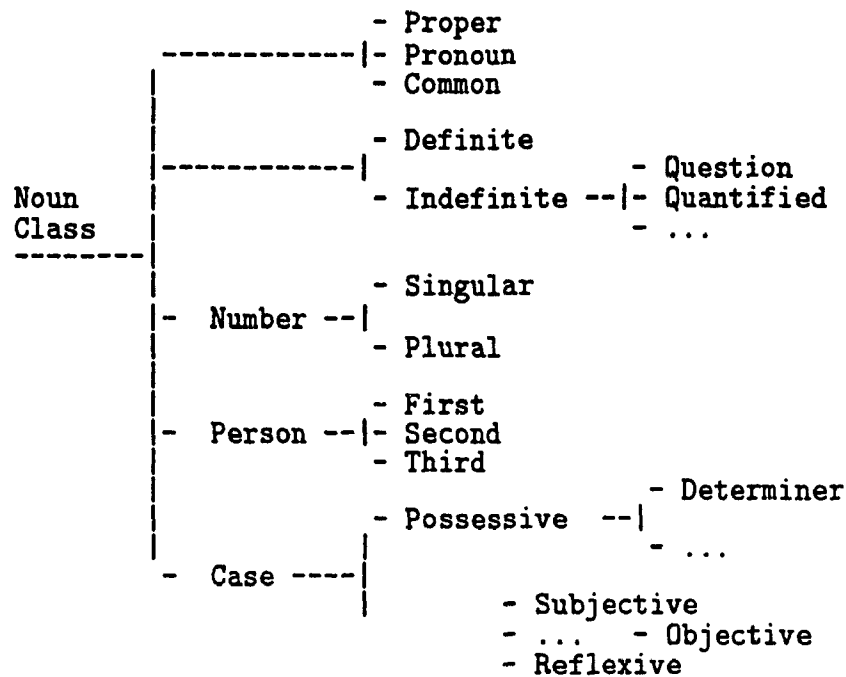 - Proper
------------|- Pronoun
- Common
- Definite
------------|
- Question
Noun - Indefinite --|- Quantified
Class - ...
--------
- Singular
- Number --|
- Plural
- First
- Person --|- Second
- Third
- Determiner
- Possessive --|
- ...
- Case ----|
- Subjective
- ... - Objective
- Reflexive